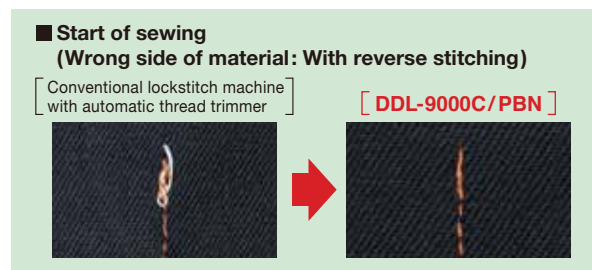 ■ Start of sewing
(Wrong side of material: With reverse stitching)
[Conventional lockstitch machine
with automatic thread trimmer]
[DDL-9000C/PBN]